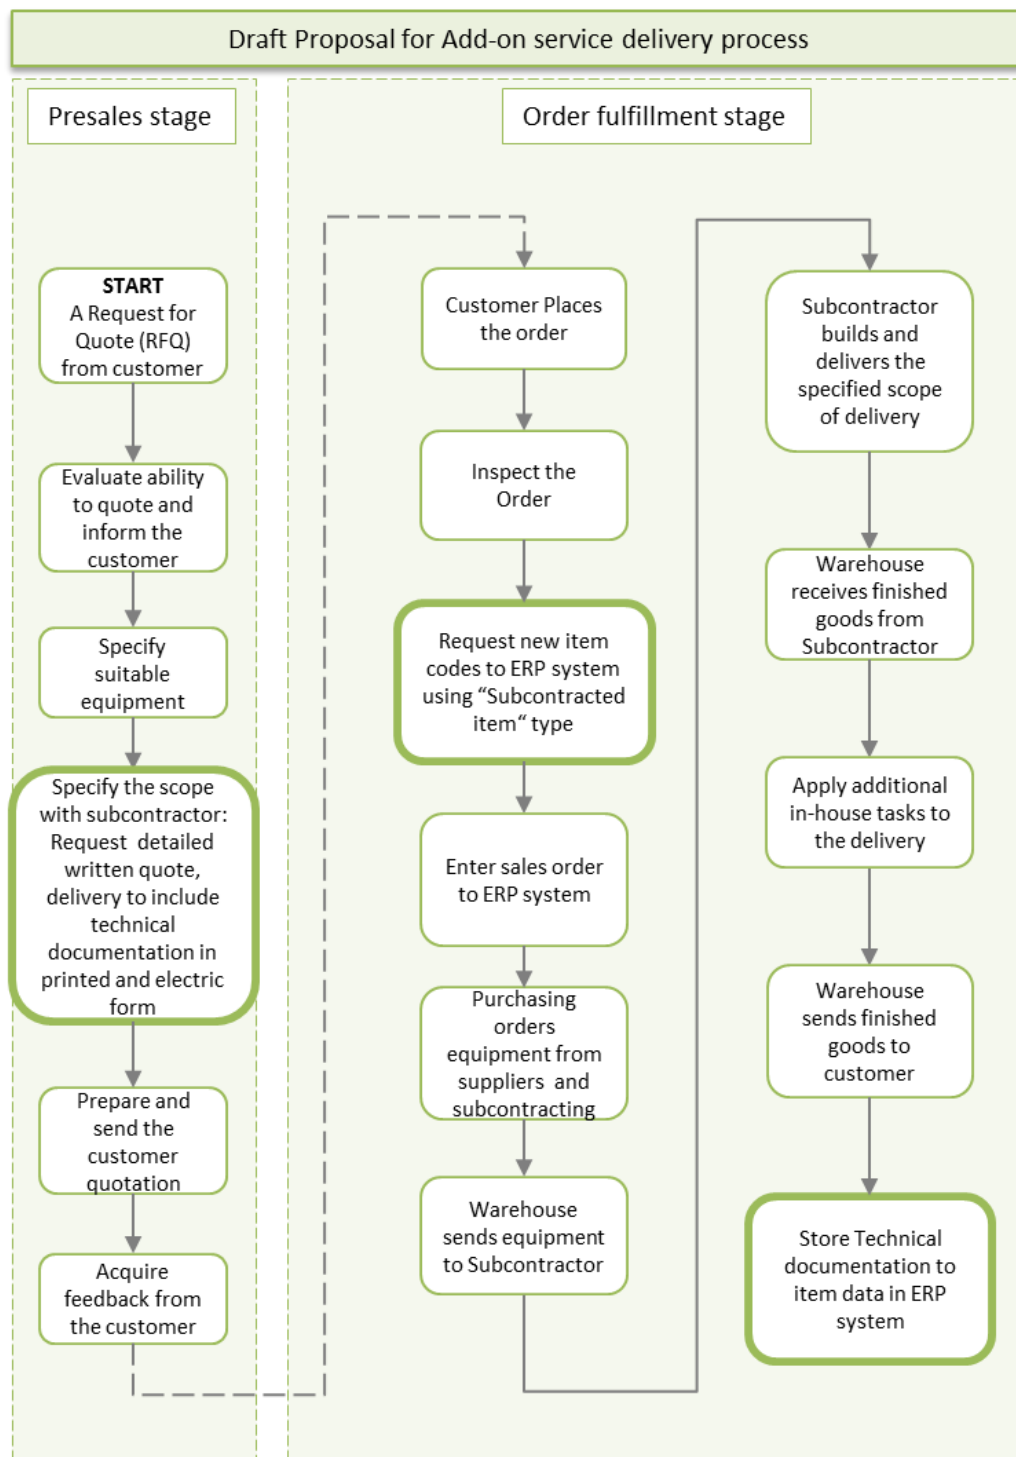 Draft Proposal for Add-on service delivery process
Presales stage
START
A Request for
Quote (RFQ)
from customer
Evaluate ability
to quote and
inform the
customer
Specify
suitable
equipment
Specify the scope
with subcontractor:
Request detailed
written quote,
delivery to include
technical
documentation in
printed and electric
form
Prepare and
send the
customer
quotation
Acquire
feedback from
the customer
Order fulfillment stage
Customer Places
the order
Inspect the
Order
Request new item
codes to ERP system
using “Subcontracted
item“ type
Enter sales order
to ERP system
Purchasing
orders
equipment from
suppliers and
subcontracting
Warehouse
sends equipment
to Subcontractor
Subcontractor
builds and
delivers the
specified scope
of delivery
Warehouse
receives finished
goods from
Subcontractor
Apply additional
in-house tasks to
the delivery
Warehouse
sends finished
goods to
customer
Store Technical
documentation to
item data in ERP
system